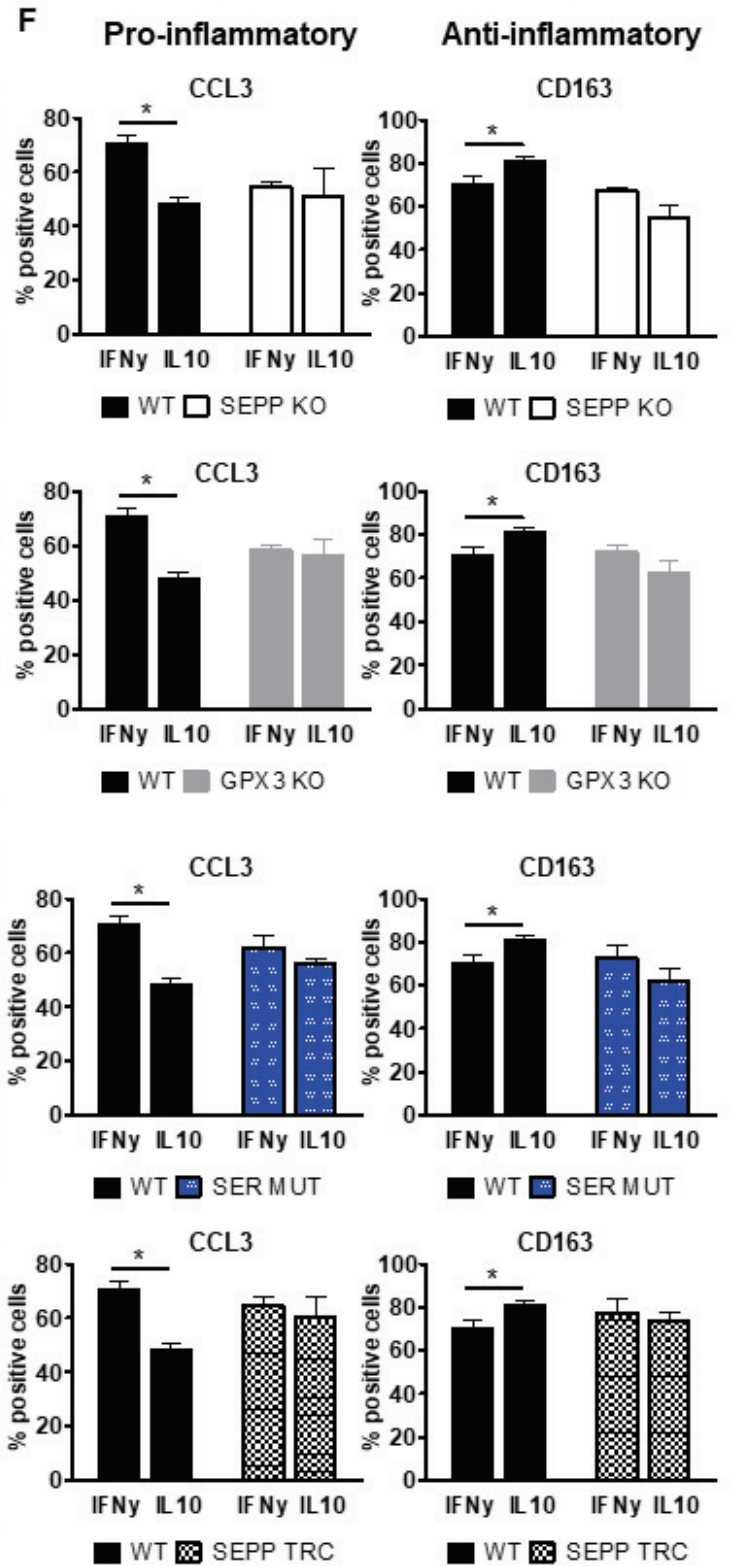 F
Pro-inflammatory Anti-inflammatory
CCL3 CD163
% positive cells
80
60
40
20
0
*
IFNy IL10 IFNy IL10
WT SEPP KO
% positive cells
100
80
60
40
20
0
*
IFNy IL10 IFNy IL10
WT SEPP KO
CCL3 CD163
% positive cells
80
60
40
20
0
*
IFNy IL10 IFNy IL10
WT GPX3 KO
% positive cells
100
80
60
40
20
0
*
IFNy IL10 IFNy IL10
WT GPX3 KO
CCL3 CD163
% positive cells
80
60
40
20
0
*
IFNy IL10 IFNy IL10
WT SER MUT
% positive cells
100
80
60
40
20
0
*
IFNy IL10 IFNy IL10
WT SER MUT
CCL3 CD163
% positive cells
80
60
40
20
0
*
IFNy IL10 IFNy IL10
WT SEPP TRC
% positive cells
100
80
60
40
20
0
*
IFNy IL10 IFNy IL10
WT SEPP TRC